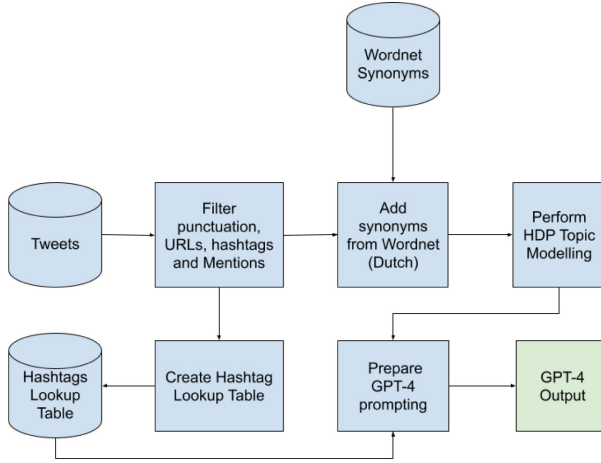 Wordnet
Synonyms
Tweets
Filter
punctuation,
URLs, hashtags
and Mentions
Add
synonyms
from Wordnet
(Dutch)
Perform
HDP Topic
Modelling
Hashtags
Lookup
Table
Create Hashtag
Lookup Table
Prepare
GPT-4
prompting
GPT-4
Output